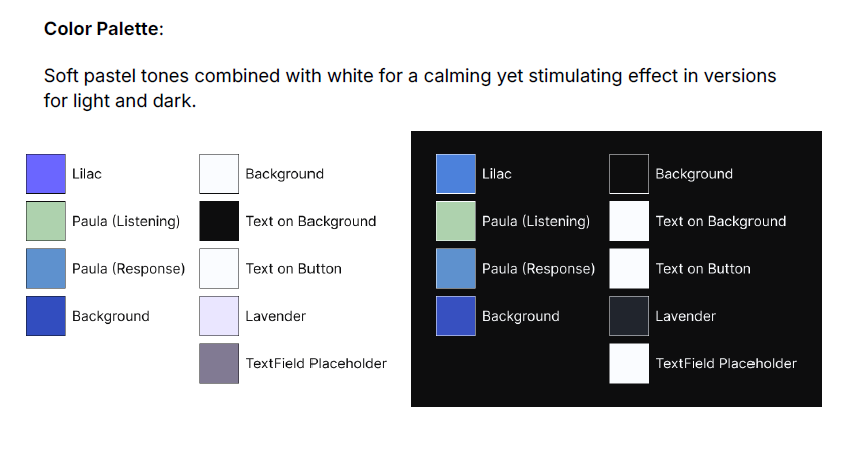 Color Palette:
Soft pastel tones combined with white for a calming yet stimulating effect in versions
for light and dark.
Lilac
Paula (Listening)
Paula (Response)
Background
Background
Text on Background
Text on Button
Lavender
TextField Placeholder
Lilac
Paula (Listening)
Paula (Response)
Background
Background
Text on Background
Text on Button
Lavender
TextField Placeholder